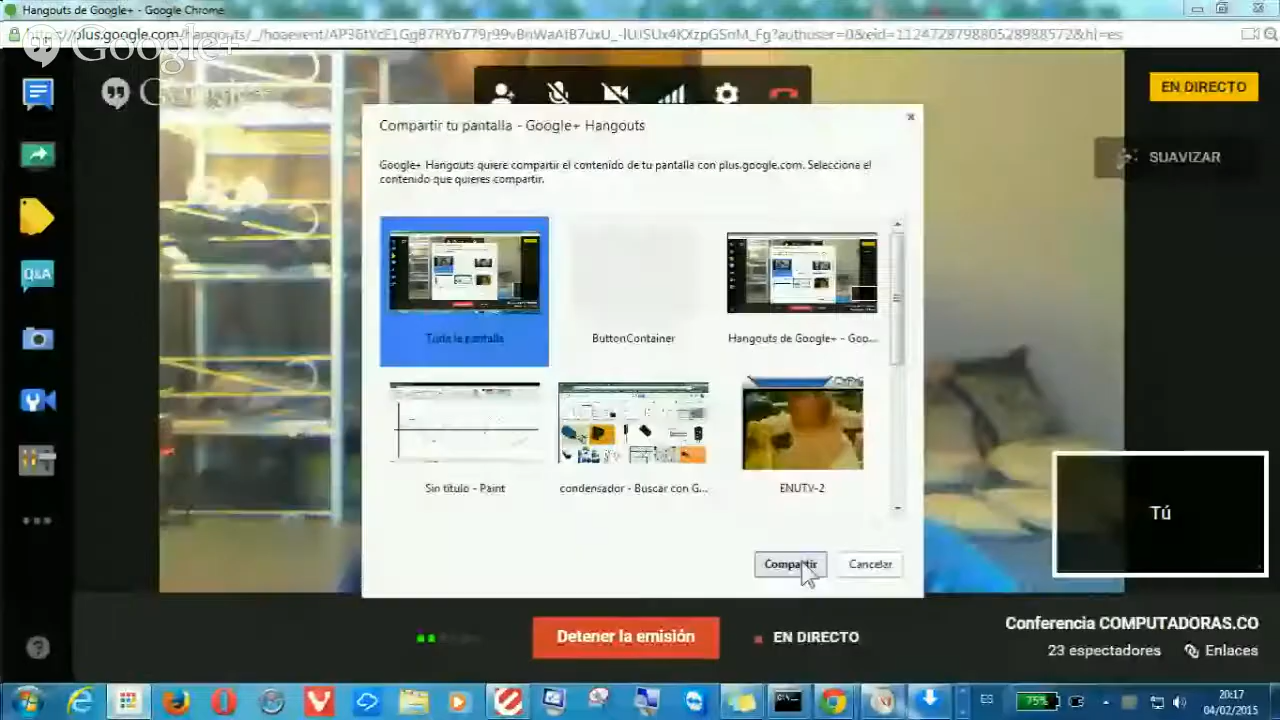 Hangouts de Google+ - Google Chrome
Google+
Google+
EN DIRECTO
SUAVIZAR
Q&A
Compartir tu pantalla - Google+ Hangouts
Google+ Hangouts quiere compartir el contenido de tu pantalla con plus.google.com. Selecciona el
contenido que quieres compartir.
Toda la pantalla
ButtonContainer
Hangouts de Google+ - Goo...
Sin título - Paint
condensador - Buscar con G...
ENUTV-2
Compartir
Cancelar
Tú
Detener la emisión
EN DIRECTO
Conferencia COMPUTADORAS.CO
23 espectadores
Enlaces
ES
75%
20:17
04/02/2015